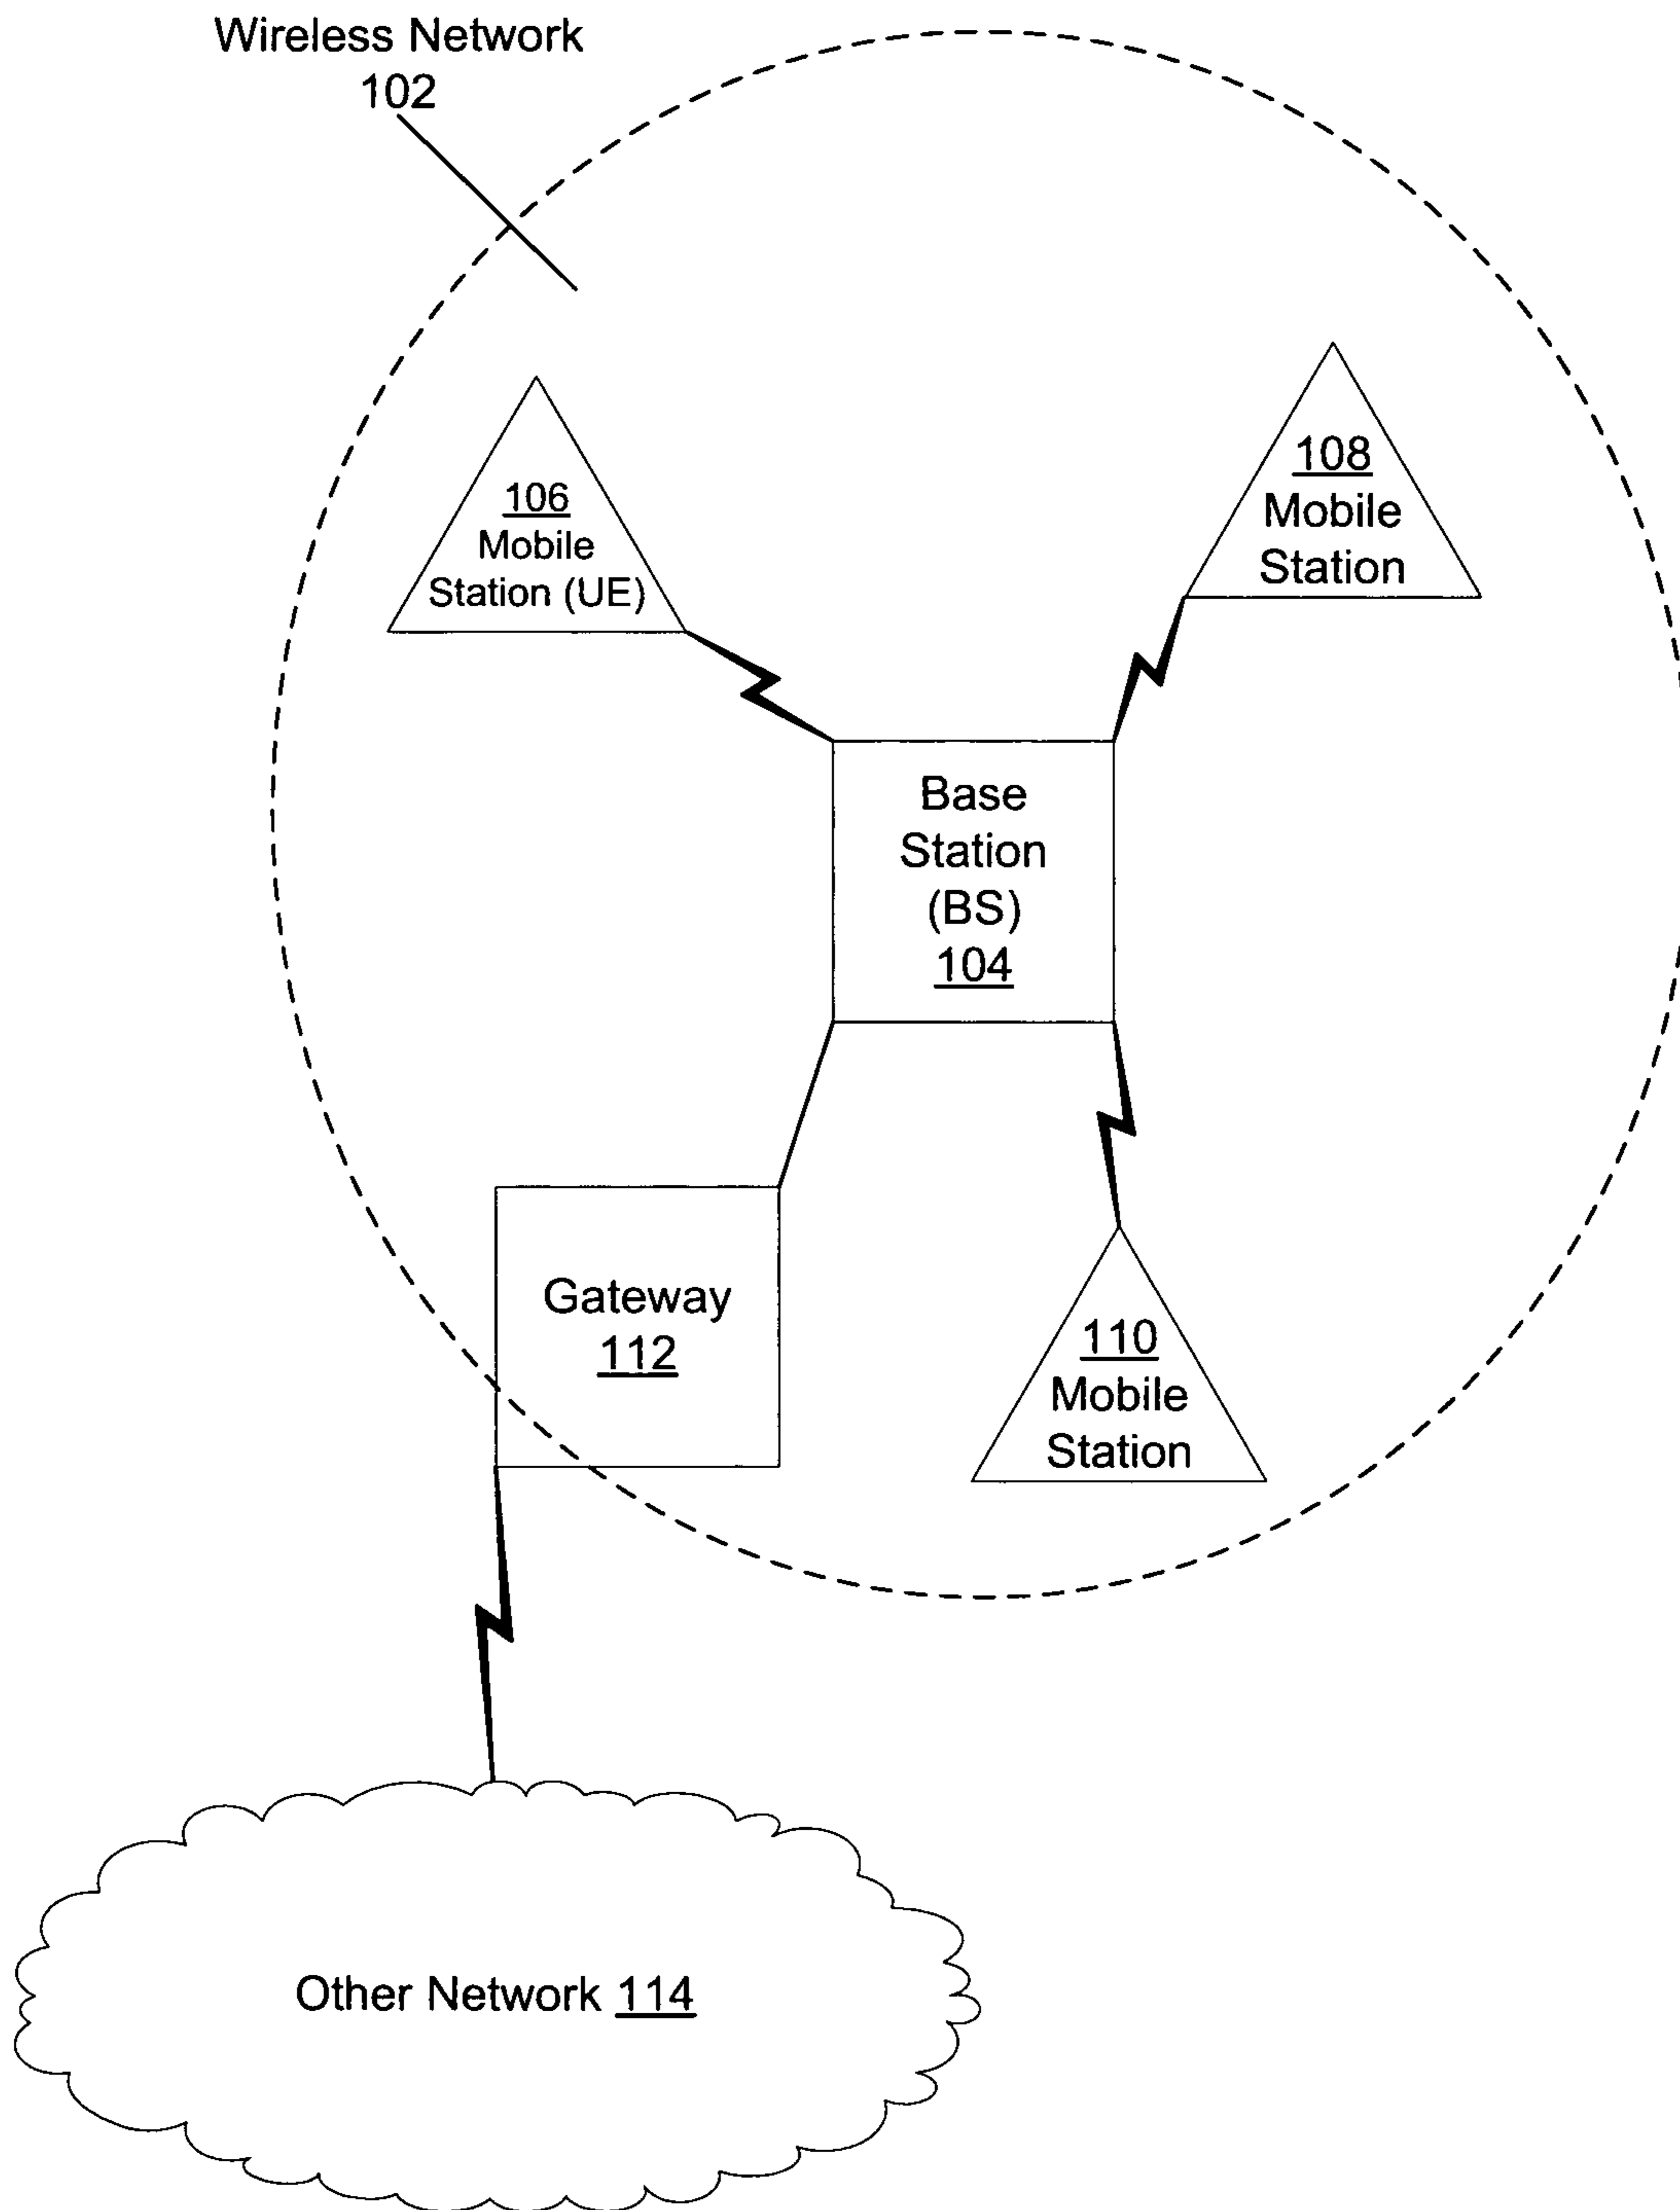 Wireless Network
102
108
Mobile
Station
106
Mobile
Station (UE)
Base
Station
(BS)
104
Gateway
112
110
Mobile
Station
Other Network 114